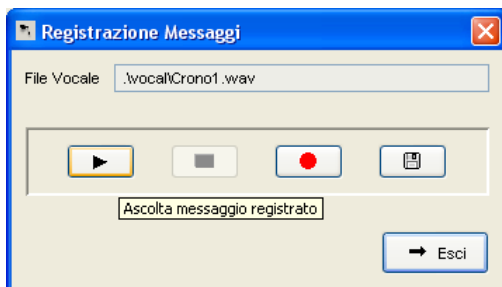 Registrazione Messaggi
File Vocale .\vocal\Crono1.wav
Ascolta messaggio registrato
Esci